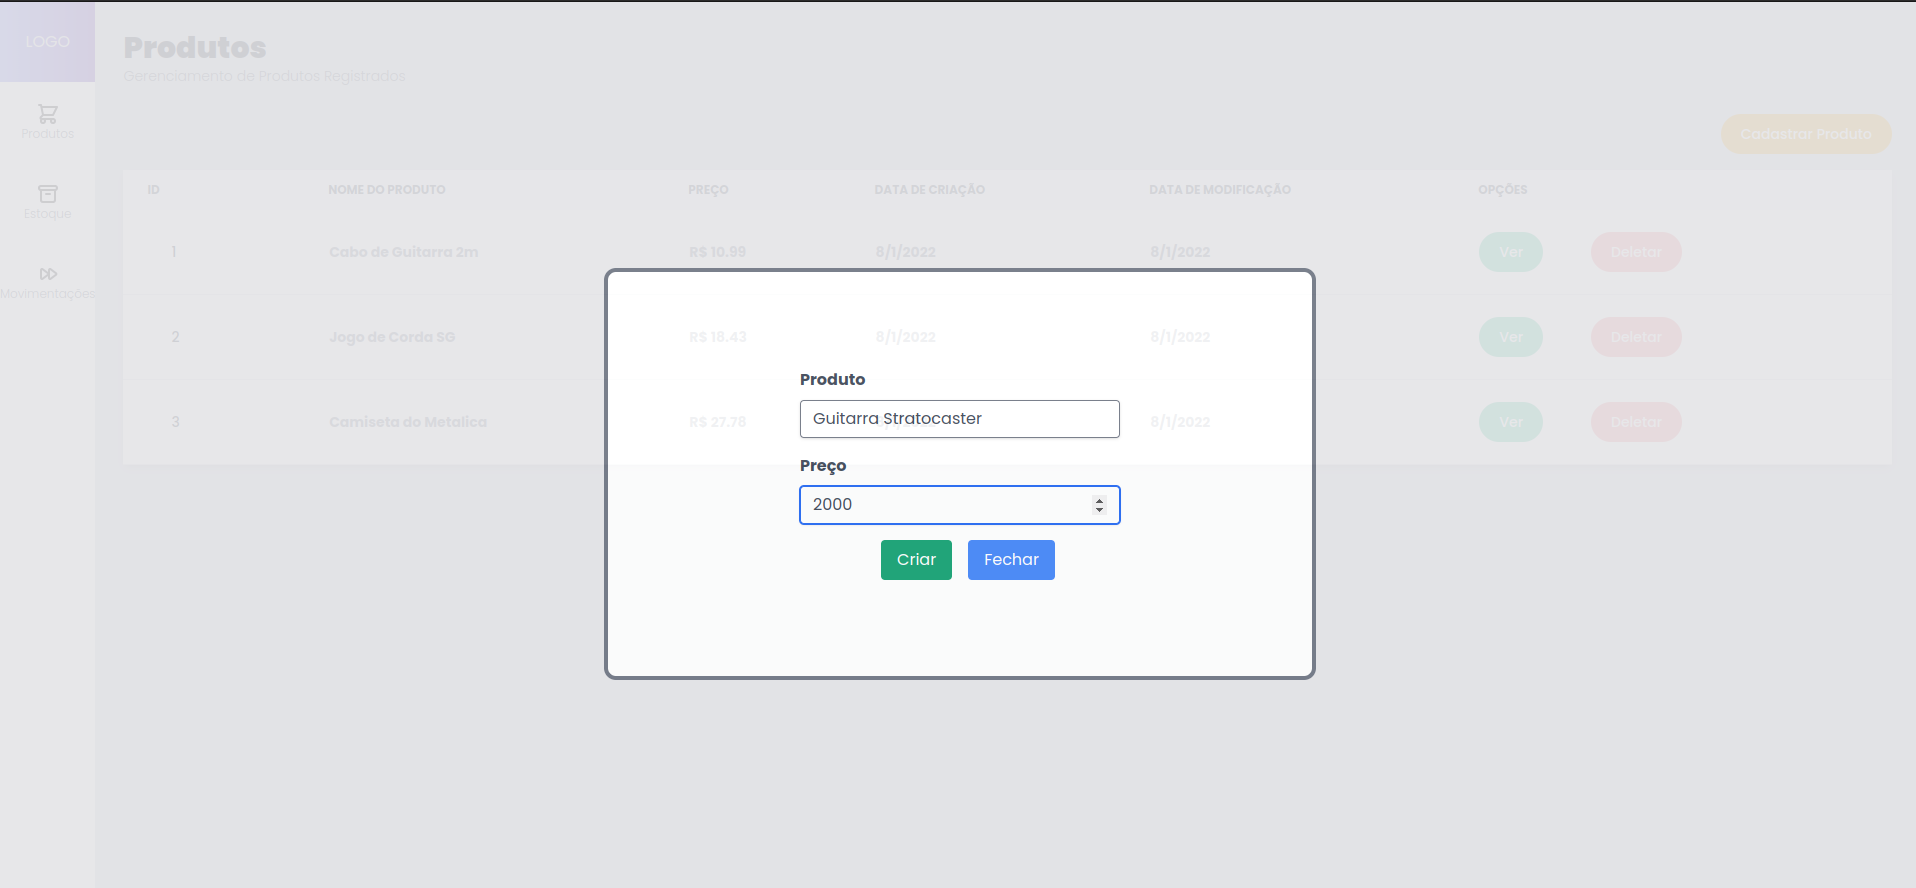 LOGO
Produtos
Gerenciamento de Produtos Registrados
Produtos
Estoque
Movimentações
Cadastrar Produto
ID NOME DO PRODUTO PREÇO DATA DE CRIAÇÃO DATA DE MODIFICAÇÃO OPÇÕES
1 Cabo de Guitarra 2m R$ 10.99 8/1/2022 8/1/2022 Ver Deletar
2 Jogo de Corda SG R$ 18.43 8/1/2022 8/1/2022 Ver Deletar
3 Camiseta do Metalica R$ 27.78 8/1/2022 Ver Deletar
Produto
Guitarra Stratocaster
Preço
2000
Criar Fechar